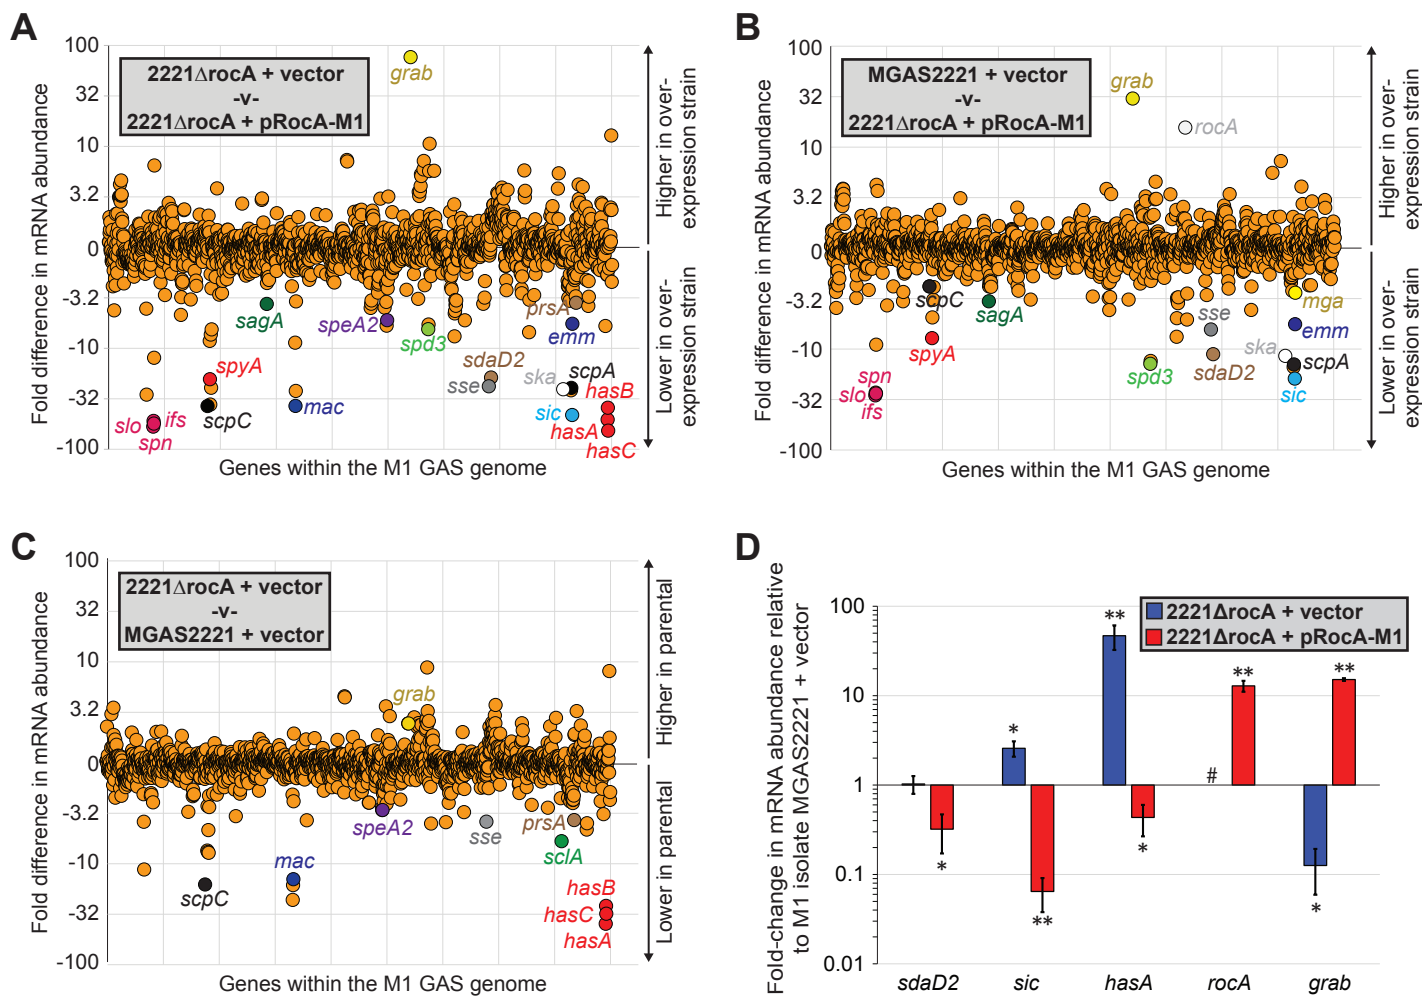 A
Fold difference in mRNA abundance
100
32
10
3.2
0
-3.2
-10
-32
-100
2221ΔrocA + vector
-v-
2221ΔrocA + pRocA-M1
grab
sagA
speA2
prsA
emm
spd3
sdaD2
spyA
sse
ska
scpA
hasB
slo
ifs
spn
scpC
mac
sic
hasA
hasC
Genes within the M1 GAS genome
Higher in over-
expression strain
Lower in over-
expression strain
B
Fold difference in mRNA abundance
100
32
10
3.2
0
-3.2
-10
-32
-100
MGAS2221 + vector
-v-
2221ΔrocA + pRocA-M1
grab
rocA
scpC
sagA
mga
sse
emm
spyA
ska
scpA
spn
spd3
sdaD2
slo
ifs
sic
Genes within the M1 GAS genome
Higher in over-
expression strain
Lower in over-
expression strain
C
Fold difference in mRNA abundance
100
32
10
3.2
0
-3.2
-10
-32
-100
2221ΔrocA + vector
-v-
MGAS2221 + vector
grab
speA2
sse
prsA
sclA
mac
scpC
hasB
hasC
hasA
Genes within the M1 GAS genome
Higher in parental
Lower in parental
D
Fold-change in mRNA abundance relative
to M1 isolate MGAS2221 + vector
100
10
1
0.1
0.01
2221ΔrocA + vector
2221ΔrocA + pRocA-M1
*
*
**
**
*
#
**
*
**
sdaD2
sic
hasA
rocA
grab